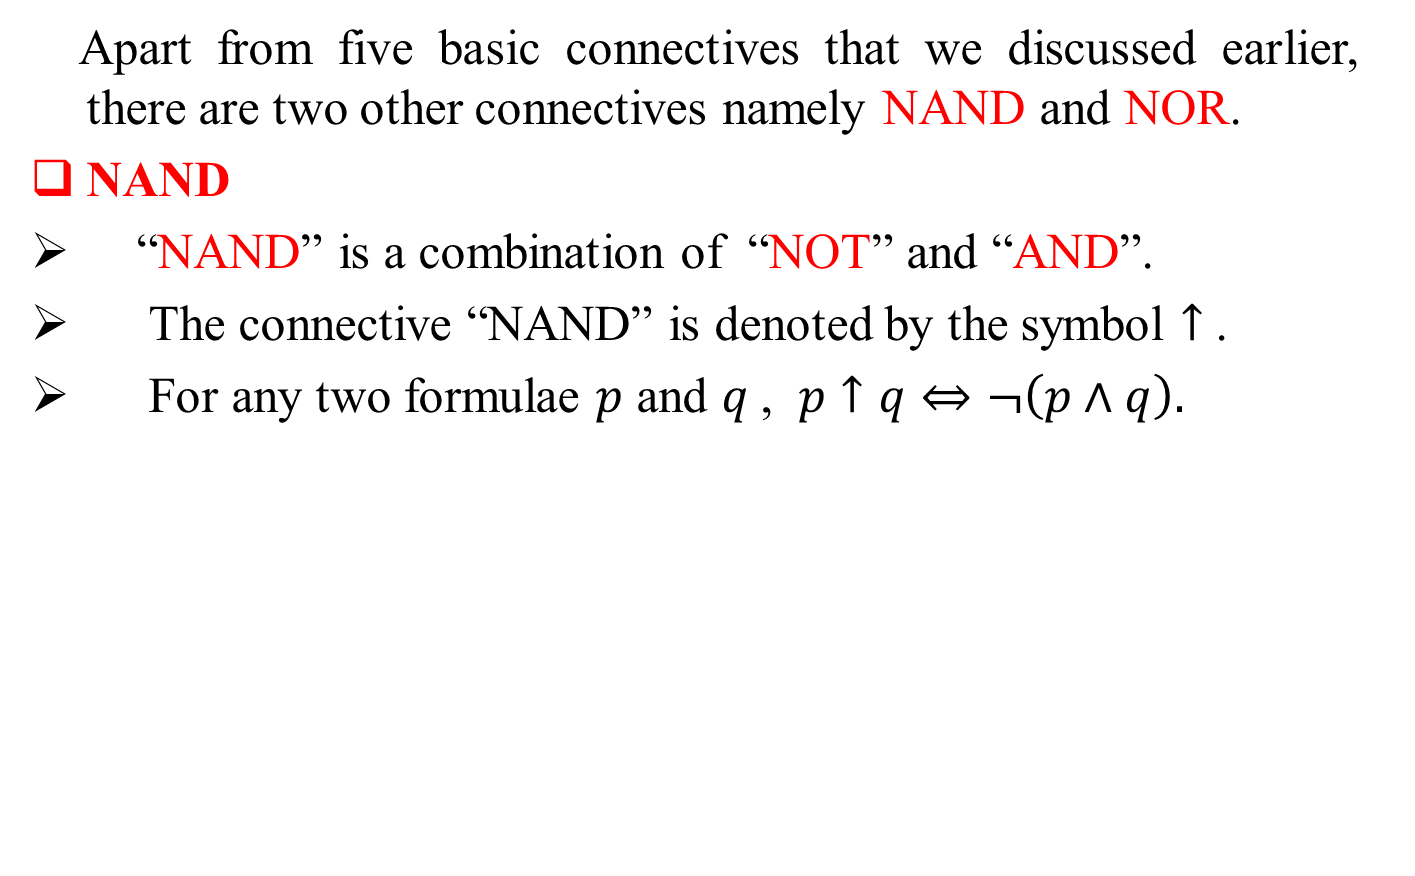 Apart from five basic connectives that we discussed earlier,
there are two other connectives namely NAND and NOR.
❑ NAND
➢ “NAND” is a combination of “NOT” and “AND”.
➢ The connective “NAND” is denoted by the symbol ↑ .
➢ For any two formulae 𝑝 and 𝑞 , 𝑝 ↑ 𝑞 ⇔ ¬(𝑝 ∧ 𝑞).